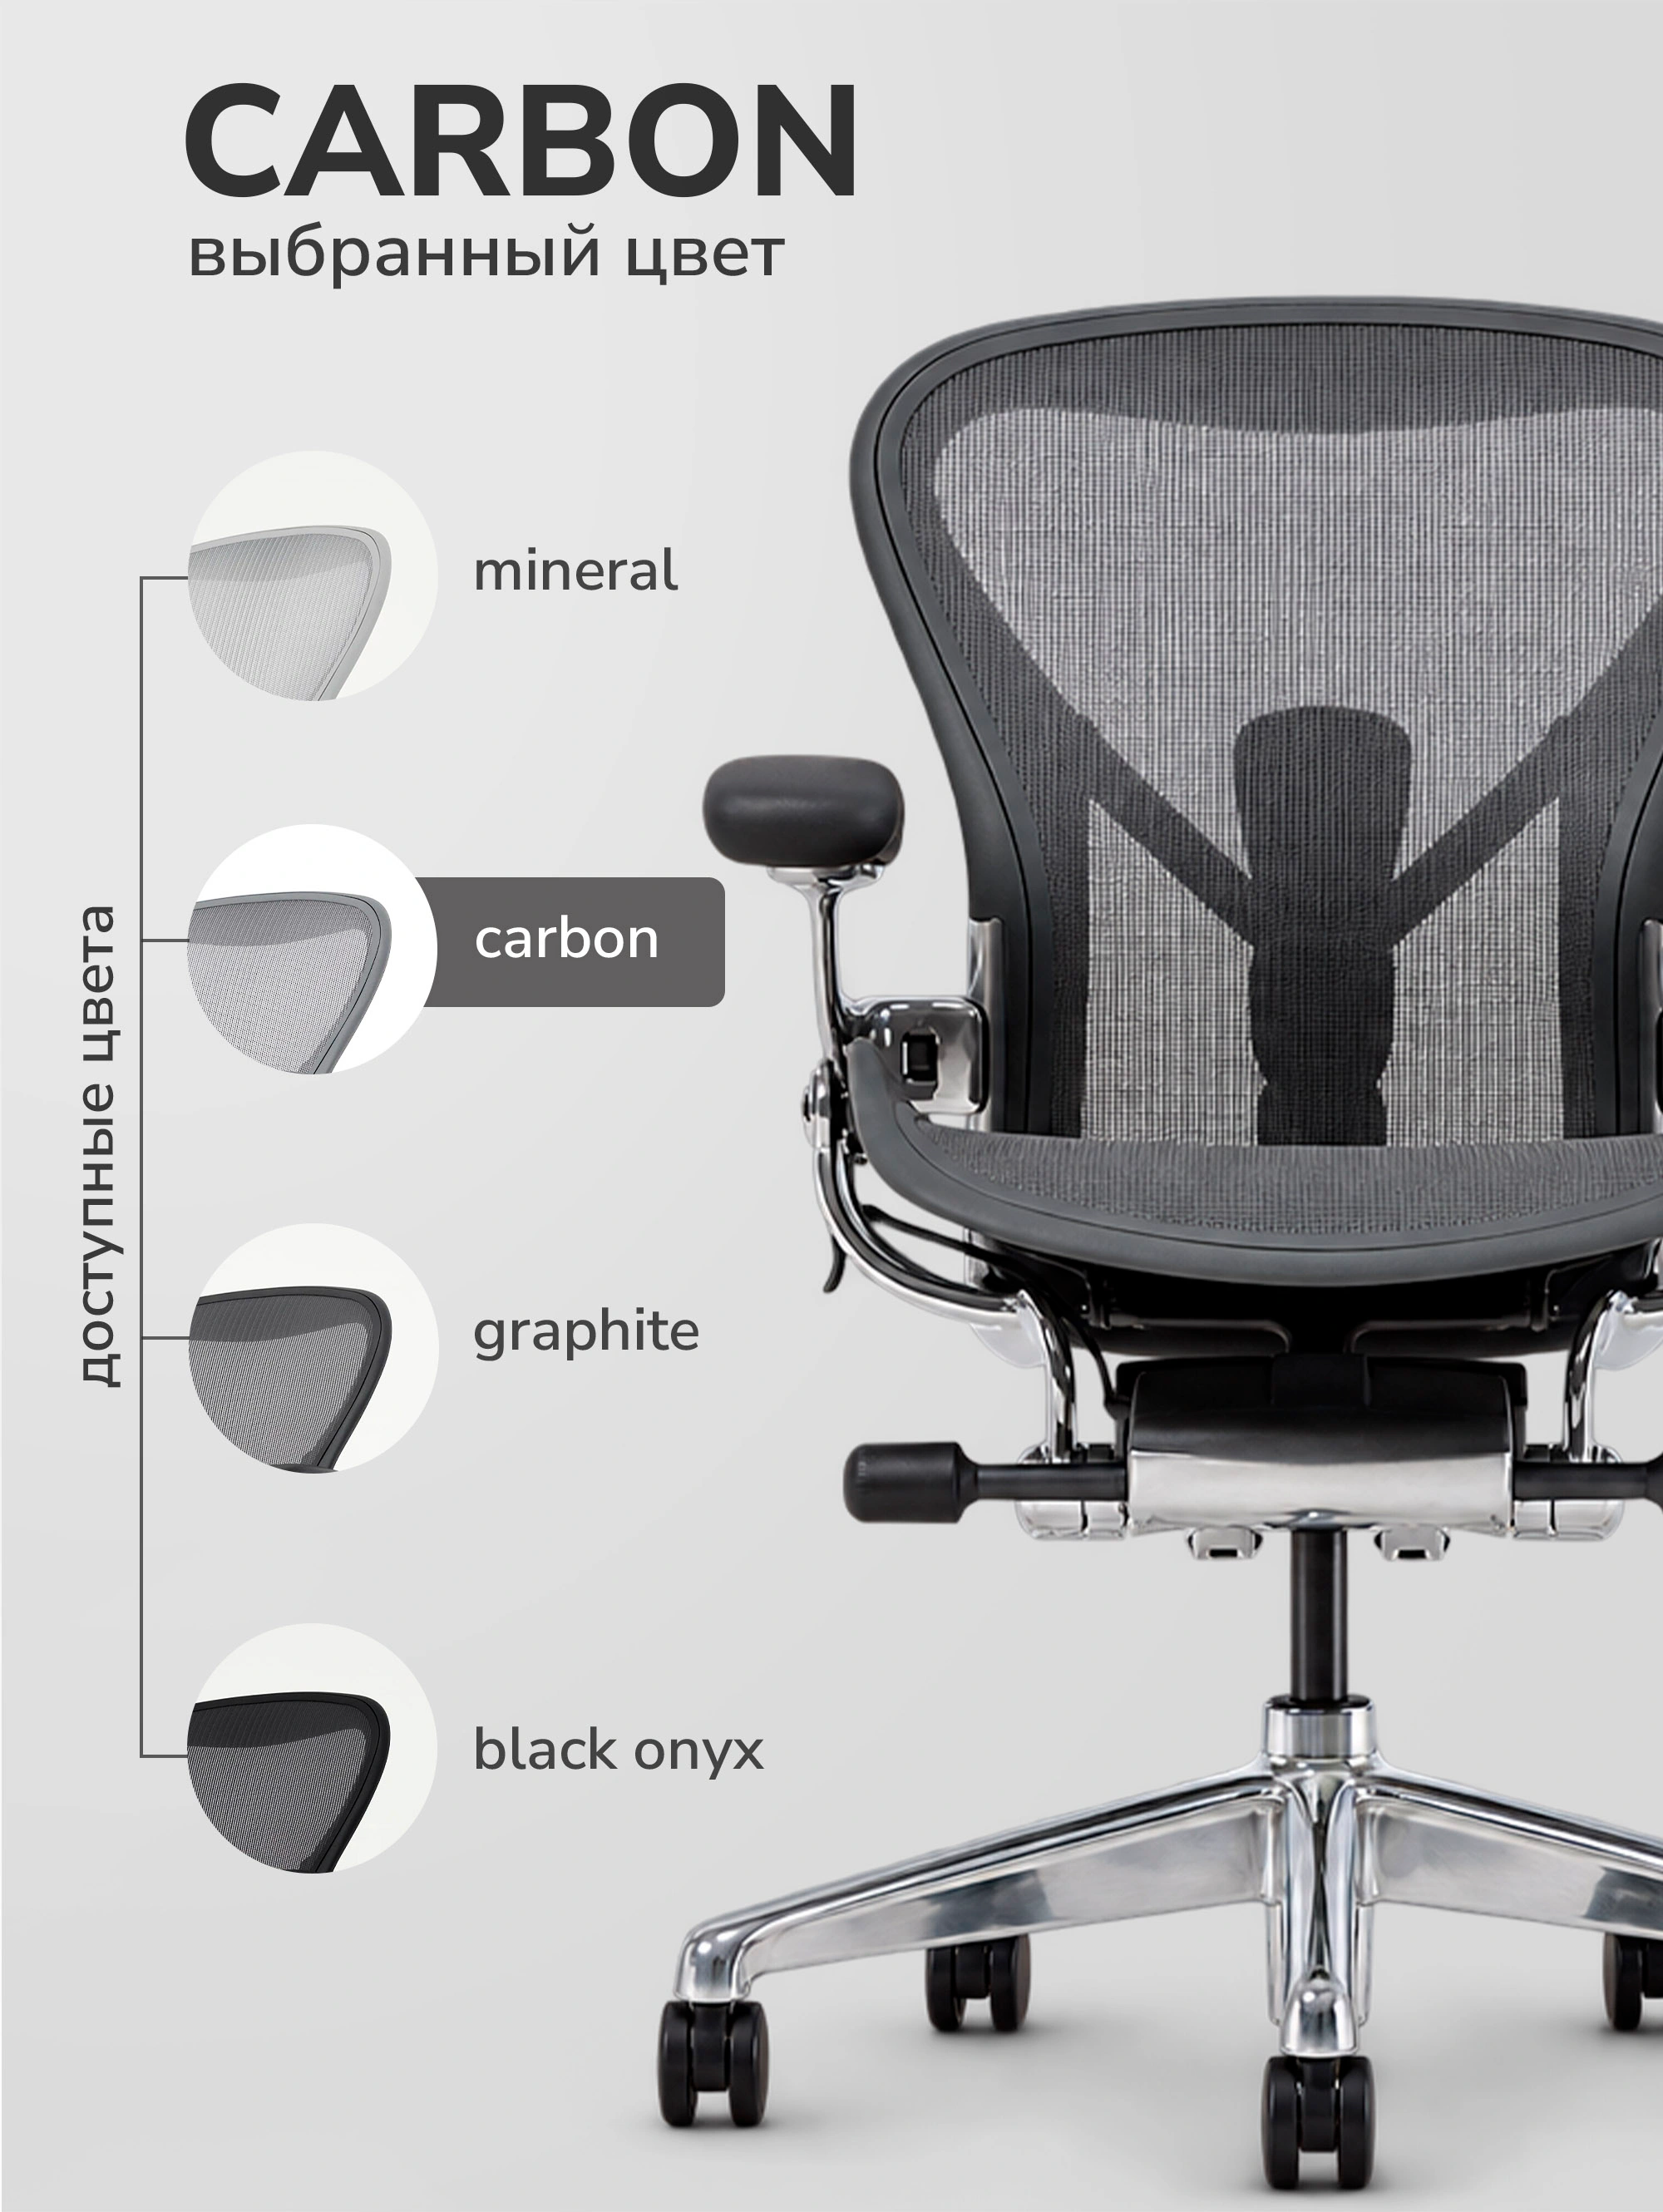 CARBON
выбранный цвет
доступные цвета
mineral
carbon
graphite
black onyx